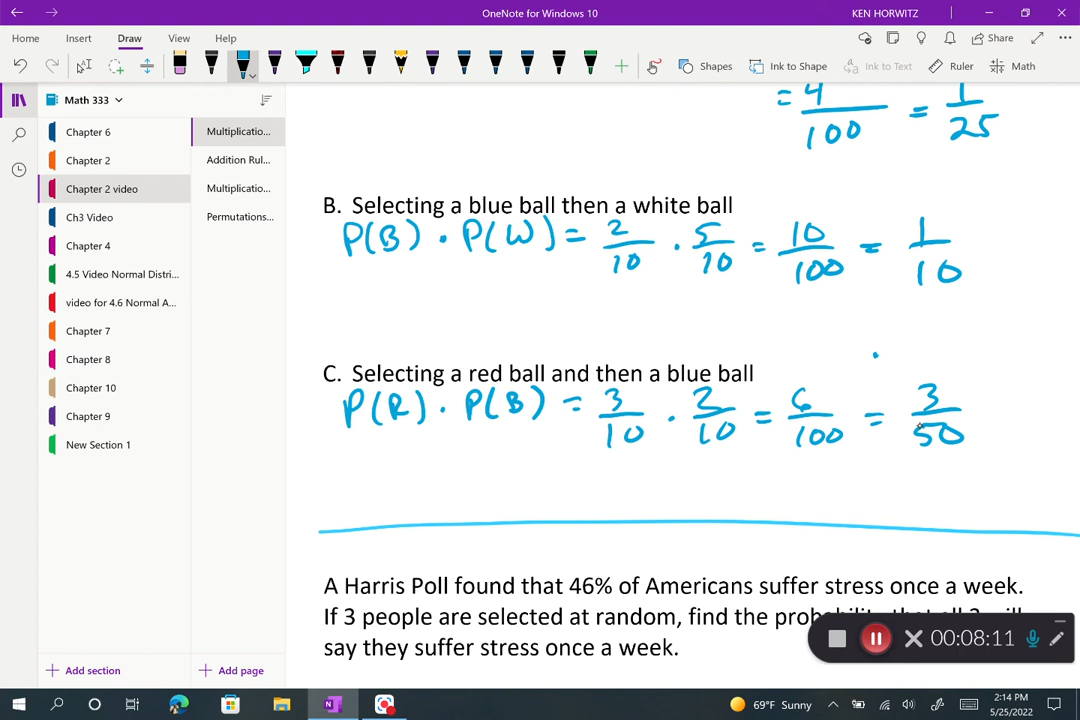 OneNote for Windows 10
KEN HORWITZ
Home Insert Draw View Help
Share
Shapes Ink to Shape Ink to Text Ruler Math
Math 333
Chapter 6
Chapter 2
Chapter 2 video
Ch3 Video
Chapter 4
4.5 Video Normal Distri...
video for 4.6 Normal A...
Chapter 7
Chapter 8
Chapter 10
Chapter 9
New Section 1
Multiplicatio...
Addition Rul...
Multiplicatio...
Permutations...
= 4/100 = 1/25
B. Selecting a blue ball then a white ball
P(B) · P(W) = 2/10 · 5/10 = 10/100 = 1/10
C. Selecting a red ball and then a blue ball
P(R) · P(B) = 3/10 · 2/10 = 6/100 = 3/50
A Harris Poll found that 46% of Americans suffer stress once a week.
If 3 people are selected at random, find the probability that all 3 will
say they suffer stress once a week.
00:08:11
+ Add section
+ Add page
69°F Sunny
2:14 PM
5/25/2022